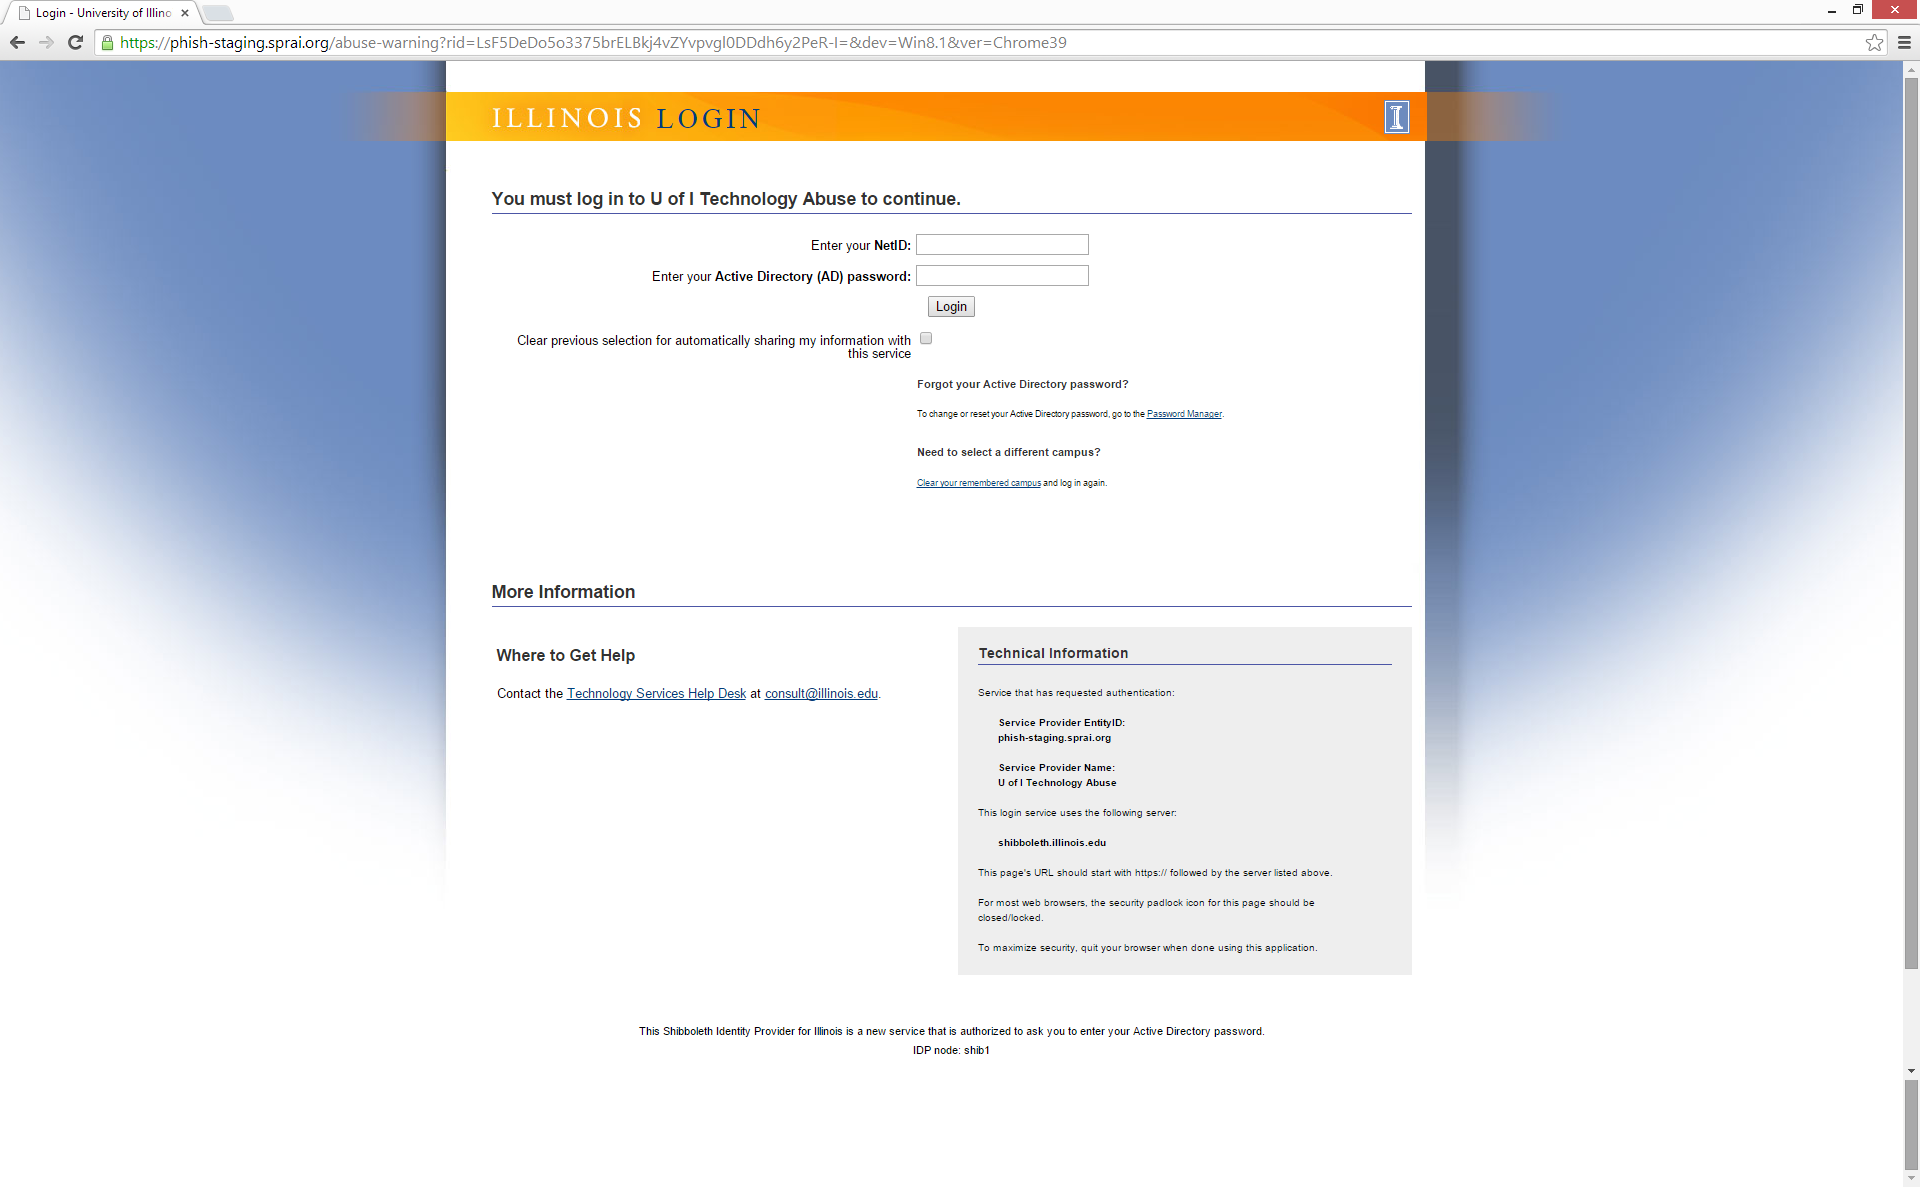 Login - University of Illino
https://phish-staging.sprai.org/abuse-warning?rid=LsF5DeDo5o3375brELBkj4vZYvpvgl0DDdh6y2PeR-I=&dev=Win8.1&ver=Chrome39
ILLINOIS LOGIN
I
You must log in to U of I Technology Abuse to continue.
Enter your NetID:
Enter your Active Directory (AD) password:
Login
Clear previous selection for automatically sharing my information with
this service
Forgot your Active Directory password?
To change or reset your Active Directory password, go to the Password Manager.
Need to select a different campus?
Clear your remembered campus and log in again.
More Information
Where to Get Help
Contact the Technology Services Help Desk at consult@illinois.edu.
Technical Information
Service that has requested authentication:
Service Provider EntityID:
phish-staging.sprai.org
Service Provider Name:
U of I Technology Abuse
This login service uses the following server:
shibboleth.illinois.edu
This page's URL should start with https:// followed by the server listed above.
For most web browsers, the security padlock icon for this page should be
closed/locked.
To maximize security, quit your browser when done using this application.
This Shibboleth Identity Provider for Illinois is a new service that is authorized to ask you to enter your Active Directory password.
IDP node: shib1